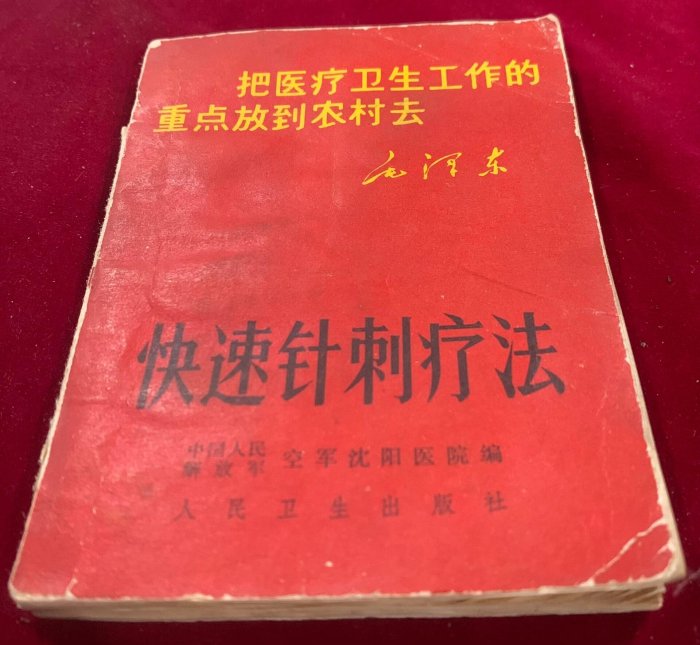 把医疗卫生工作的
重点放到农村去
毛泽东
快速针刺疗法
中国人民
解放军 空军沈阳医院编
人民卫生出版社